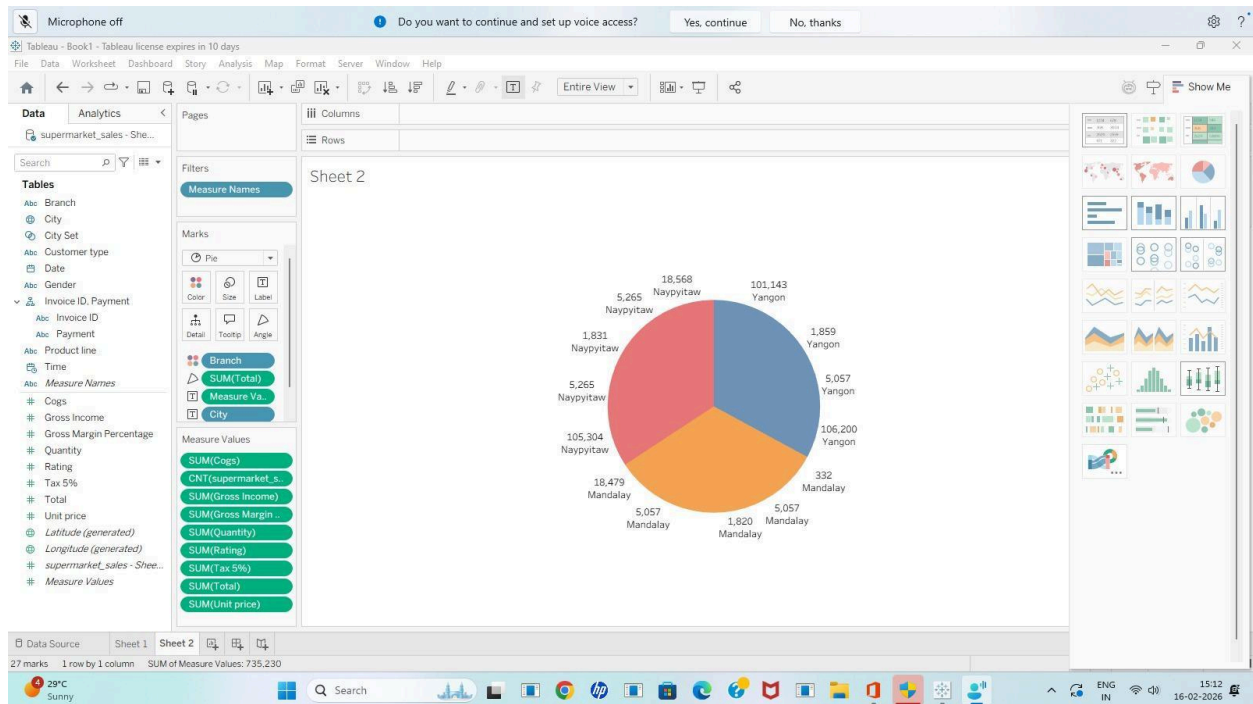 Microphone off
Do you want to continue and set up voice access?
Yes, continue
No, thanks
Tableau - Book1 - Tableau license expires in 10 days
File Data Worksheet Dashboard Story Analysis Map Format Server Window Help
Entire View
Show Me
Data
Analytics
supermarket_sales - She...
Search
Tables
Abc Branch
City
City Set
Abc Customer type
Date
Abc Gender
Invoice ID, Payment
Abc Invoice ID
Abc Payment
Abc Product line
Time
Abc Measure Names
# Cogs
# Gross Income
# Gross Margin Percentage
# Quantity
# Rating
# Tax 5%
# Total
# Unit price
Latitude (generated)
Longitude (generated)
# supermarket_sales - Shee...
# Measure Values
Pages
Filters
Measure Names
Marks
Pie
Color
Size
Label
Detail
Tooltip
Angle
Branch
SUM(Total)
Measure Va..
City
Measure Values
SUM(Cogs)
CNT(supermarket_s..
SUM(Gross Income)
SUM(Gross Margin ..
SUM(Quantity)
SUM(Rating)
SUM(Tax 5%)
SUM(Total)
SUM(Unit price)
Columns
Rows
Sheet 2
18,568
Naypyitaw
101,143
Yangon
5,265
Naypyitaw
1,859
Yangon
1,831
Naypyitaw
5,057
Yangon
5,265
Naypyitaw
106,200
Yangon
105,304
Naypyitaw
332
Mandalay
18,479
Mandalay
5,057
Mandalay
5,057
Mandalay
1,820
Mandalay
Data Source
Sheet 1
Sheet 2
27 marks 1 row by 1 column SUM of Measure Values: 735,230
4
29°C
Sunny
Search
ENG
IN
15:12
16-02-2026